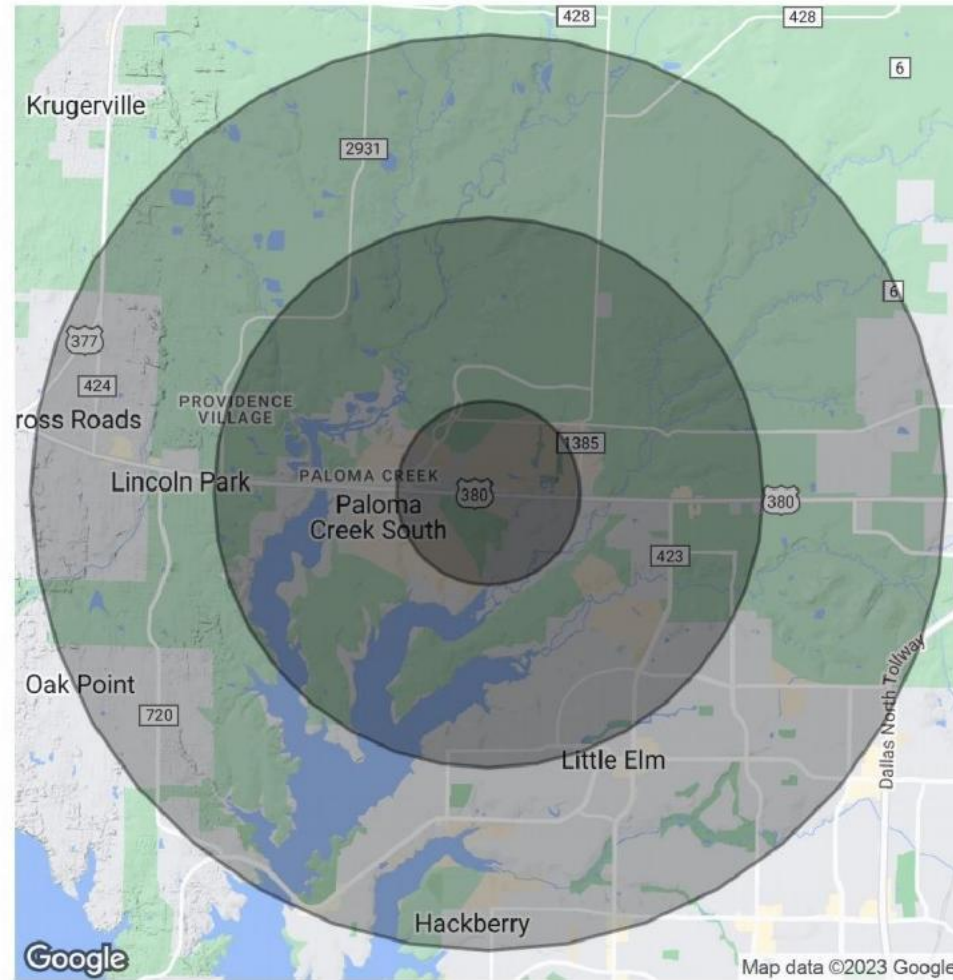 428
428
6
Krugerville
2931
6
377
424
PROVIDENCE
VILLAGE
ross Roads
1385
Lincoln Park
PALOMA CREEK
380
380
Paloma
Creek South
423
Oak Point
720
Dallas North Tollway
Little Elm
Hackberry
Google
Map data ©2023 Google